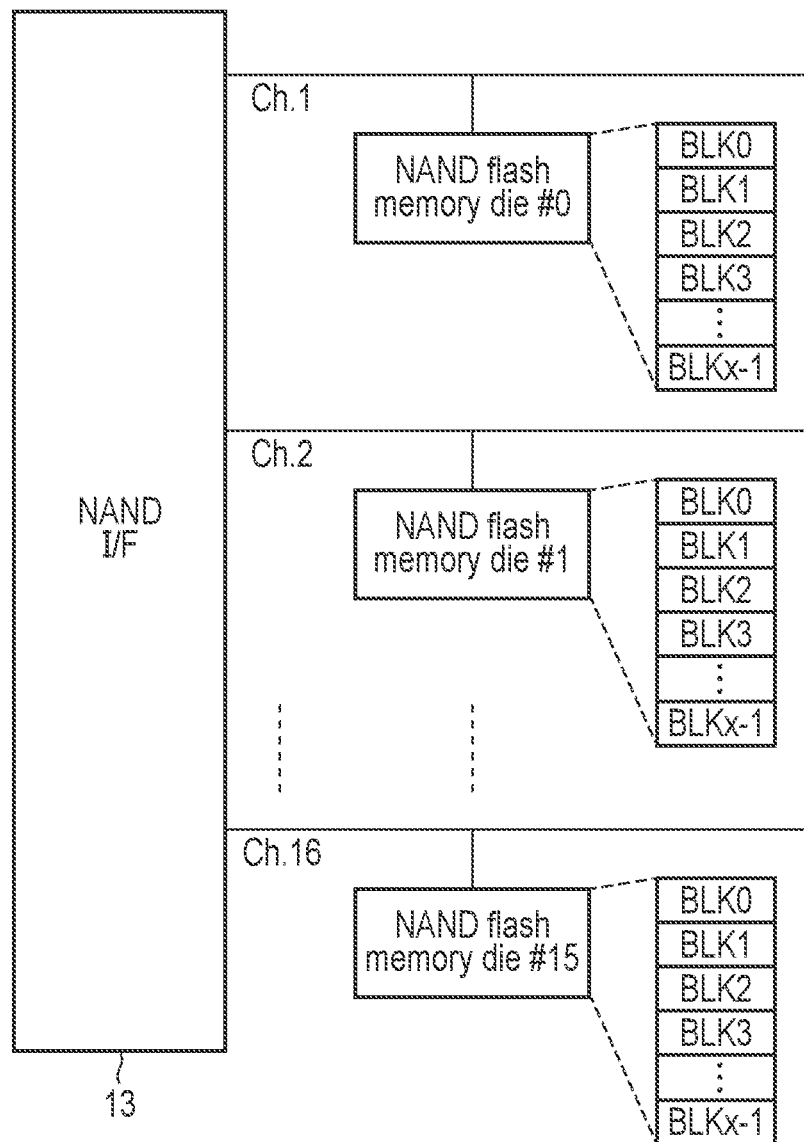 Ch.1
NAND flash
memory die #0
BLK0
BLK1
BLK2
BLK3
⋮
BLKx-1
Ch.2
NAND flash
memory die #1
BLK0
BLK1
BLK2
BLK3
⋮
BLKx-1
NAND
I/F
Ch.16
NAND flash
memory die #15
BLK0
BLK1
BLK2
BLK3
⋮
BLKx-1
13